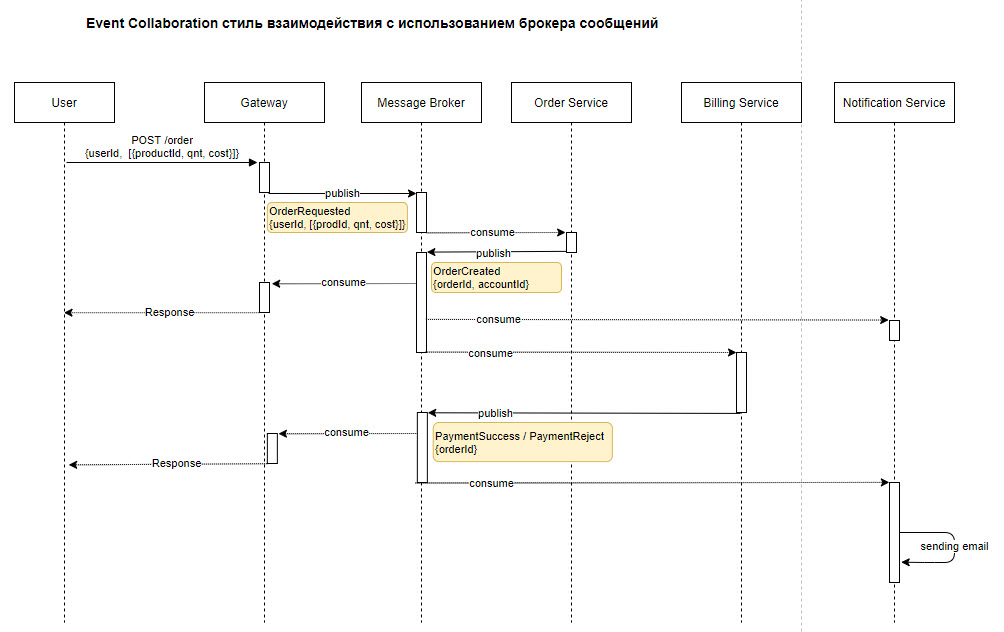 Event Collaboration стиль взаимодействия с использованием брокера сообщений
User
Gateway
Message Broker
Order Service
Billing Service
Notification Service
POST /order
{userId, [{productId, qnt, cost}]}
publish
OrderRequested
{userId, [{prodId, qnt, cost}]}
consume
publish
OrderCreated
{orderId, accountId}
consume
Response
consume
consume
publish
PaymentSuccess / PaymentReject
{orderId}
consume
Response
consume
sending email